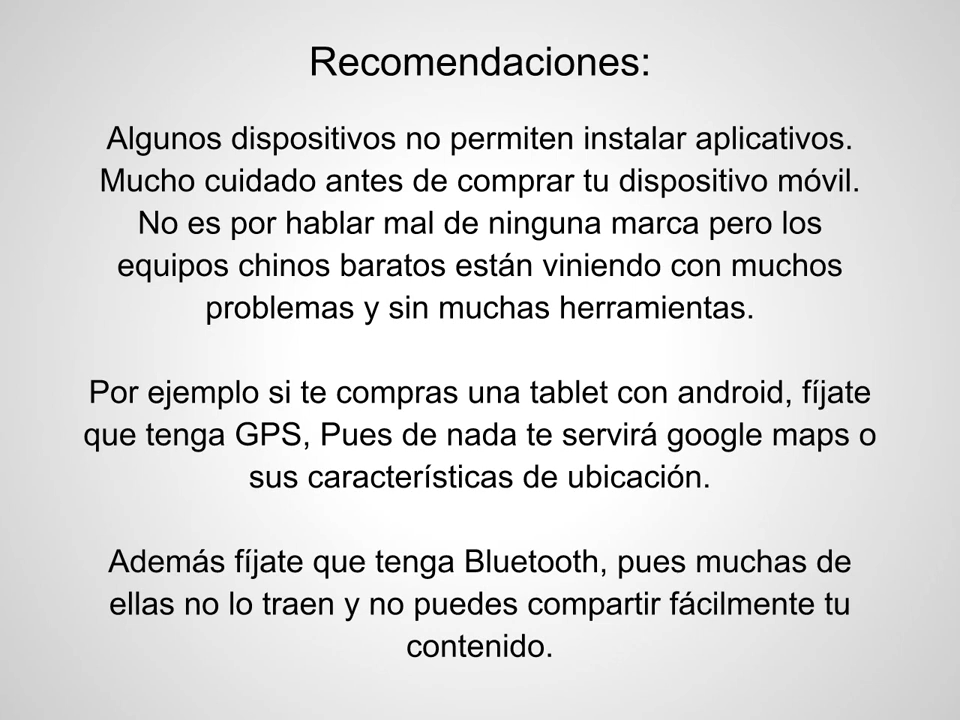 Recomendaciones:
Algunos dispositivos no permiten instalar aplicativos.
Mucho cuidado antes de comprar tu dispositivo móvil.
No es por hablar mal de ninguna marca pero los
equipos chinos baratos están viniendo con muchos
problemas y sin muchas herramientas.
Por ejemplo si te compras una tablet con android, fíjate
que tenga GPS, Pues de nada te servirá google maps o
sus características de ubicación.
Además fíjate que tenga Bluetooth, pues muchas de
ellas no lo traen y no puedes compartir fácilmente tu
contenido.